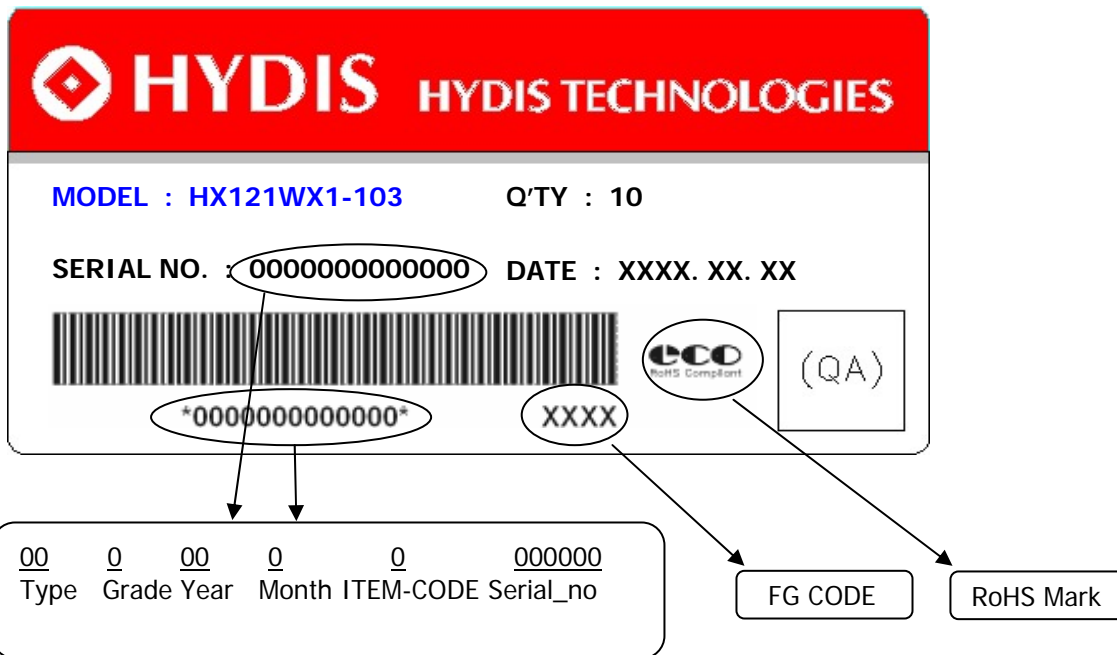 HYDIS HYDIS TECHNOLOGIES
MODEL : HX121WX1-103 Q'TY : 10
SERIAL NO. : 0000000000000 DATE : XXXX. XX. XX
eco
RoHS Compliant
(QA)
*0000000000000* XXXX
00 0 00 0 0 000000
Type Grade Year Month ITEM-CODE Serial_no
FG CODE
RoHS Mark